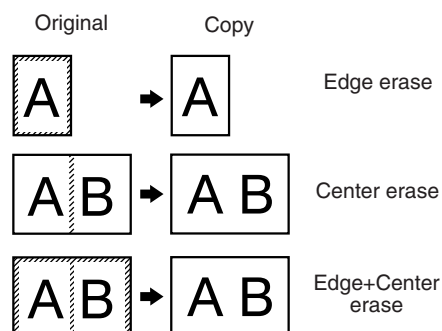 Original Copy
A A Edge erase
A B A B Center erase
A B A B Edge+Center
erase